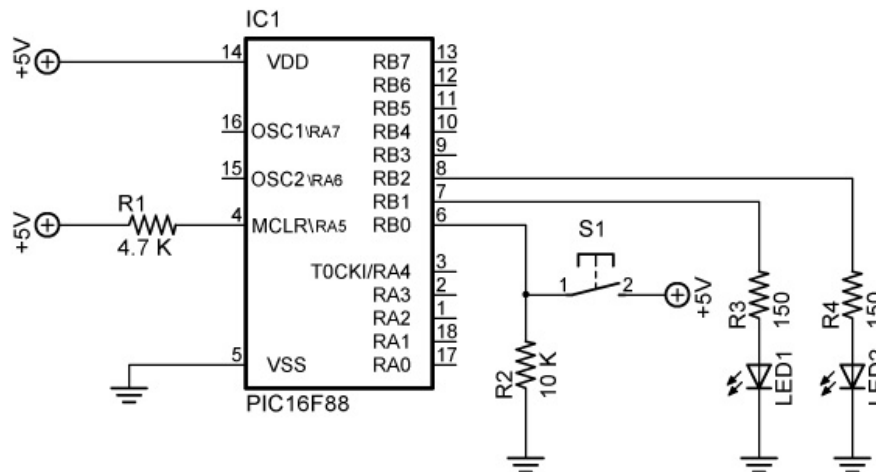 IC1
+5V
14
VDD
RB7
13
RB6
12
RB5
11
16
OSC1\RA7
RB4
10
RB3
9
15
OSC2\RA6
RB2
8
RB1
7
+5V
R1
4.7 K
4
MCLR\RA5
RB0
6
S1
1
2
+5V
T0CKI/RA4
3
RA3
2
RA2
1
RA1
18
5
VSS
RA0
17
PIC16F88
R2
10 K
R3
150
LED1
R4
150
LED2